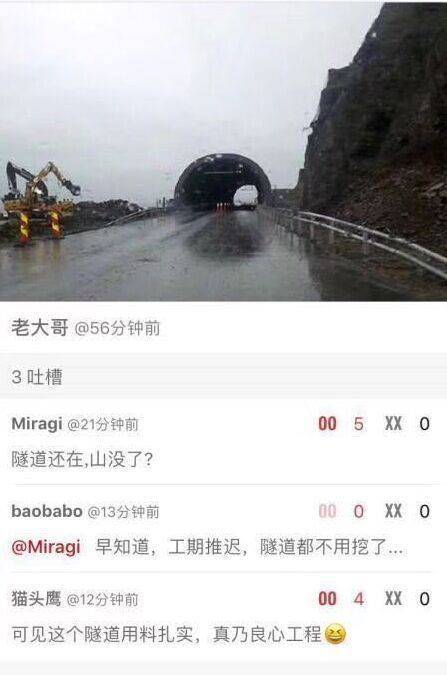 老大哥 @56分钟前
3 吐槽
Miragi @21分钟前 OO 5 XX 0
隧道还在,山没了?
baobabo @13分钟前 OO 0 XX 0
@Miragi 早知道，工期推迟，隧道都不用挖了...
猫头鹰 @12分钟前 OO 4 XX 0
可见这个隧道用料扎实，真乃良心工程😆